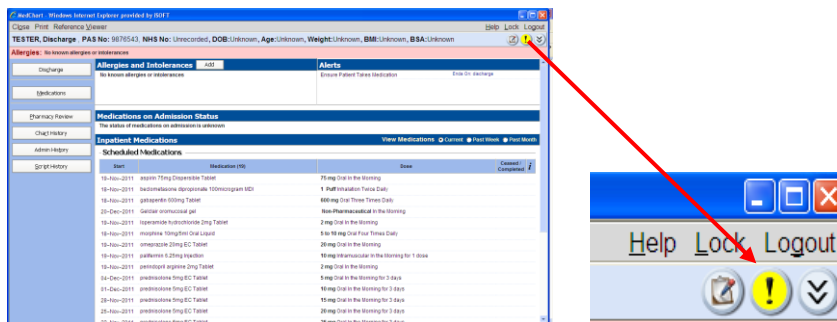 MedChart - Windows Internet Explorer provided by iSOFT
Close Print Reference Viewer Help Lock Logout
TESTER, Discharge , PAS No: 9876543, NHS No: Unrecorded, DOB:Unknown, Age:Unknown, Weight:Unknown, BMI:Unknown, BSA:Unknown
Allergies: No known allergies or intolerances
Discharge
Medications
Pharmacy Review
Chart History
Admin History
Script History
Allergies and Intolerances Add
No known allergies or intolerances
Alerts
Ensure Patient Takes Medication Ends On: discharge
Medications on Admission Status
The status of medications on admission is unknown
Inpatient Medications View Medications Current Past Week Past Month
Scheduled Medications
Start Medication (19) Dose Ceased / Completed i
18-Nov-2011 aspirin 75mg Dispersible Tablet 75 mg Oral In the Morning
18-Nov-2011 beclometasone dipropionate 100microgram MDI 1 Puff Inhalation Twice Daily
18-Nov-2011 gabapentin 600mg Tablet 600 mg Oral Three Times Daily
20-Dec-2011 Gelclair oromucosal gel Non-Pharmaceutical In the Morning
18-Nov-2011 loperamide hydrochloride 2mg Tablet 2 mg Oral In the Morning
18-Nov-2011 morphine 10mg/5ml Oral Liquid 5 to 10 mg Oral Four Times Daily
18-Nov-2011 omeprazole 20mg EC Tablet 20 mg Oral In the Morning
18-Nov-2011 palifermin 6.25mg Injection 10 mg Intramuscular In the Morning for 1 dose
18-Nov-2011 perindopril arginine 2mg Tablet 2 mg Oral In the Morning
04-Dec-2011 prednisolone 5mg EC Tablet 5 mg Oral In the Morning for 3 days
01-Dec-2011 prednisolone 5mg EC Tablet 10 mg Oral In the Morning for 3 days
28-Nov-2011 prednisolone 5mg EC Tablet 15 mg Oral In the Morning for 3 days
25-Nov-2011 prednisolone 5mg EC Tablet 20 mg Oral In the Morning for 3 days
Help Lock Logout